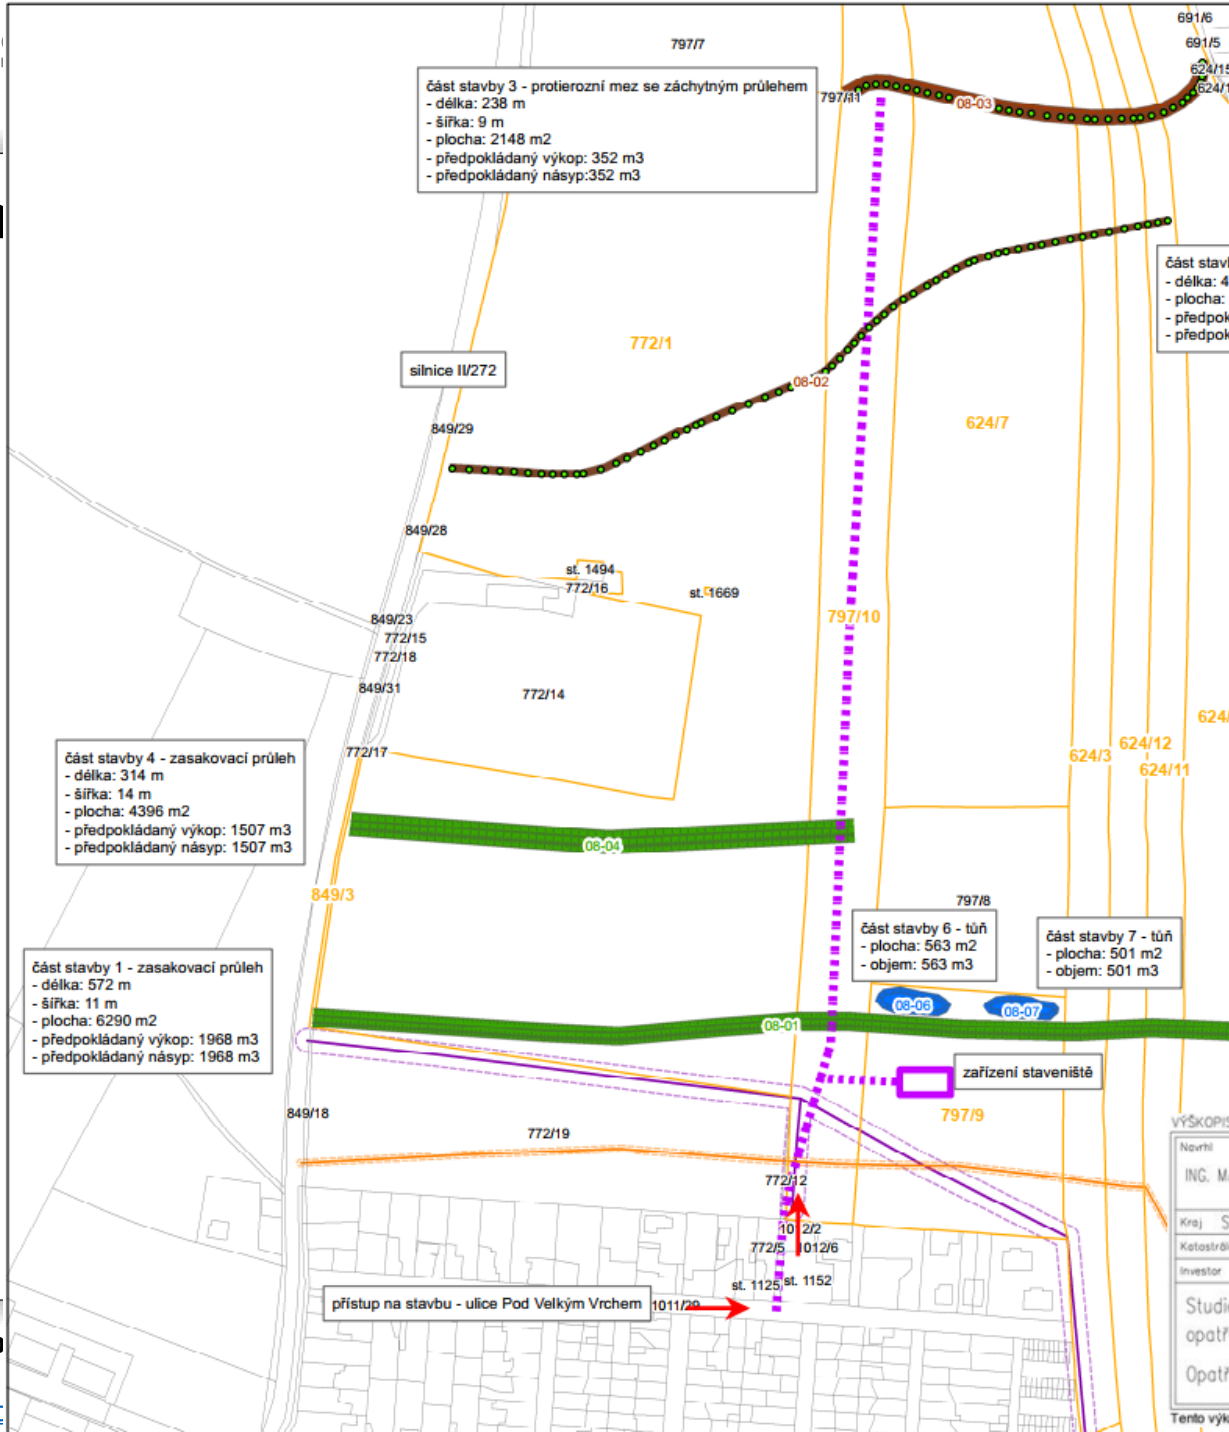 691/6
797/7
691/5
část stavby 3 - protierozní mez se záchytným průlehem
- délka: 238 m
- šířka: 9 m
- plocha: 2148 m2
- předpokládaný výkop: 352 m3
- předpokládaný násyp:352 m3
624/15
624/1
797/11
08-03
část stavb
- délka: 4
- plocha:
- předpok
- předpok
772/1
silnice II/272
08-02
849/29
624/7
849/28
st. 1494
772/16
st. 1669
849/23
797/10
772/15
772/18
849/31
772/14
624/
772/17
624/12
624/3
624/11
část stavby 4 - zasakovací průleh
- délka: 314 m
- šířka: 14 m
- plocha: 4396 m2
- předpokládaný výkop: 1507 m3
- předpokládaný násyp: 1507 m3
08-04
849/3
797/8
část stavby 6 - tůň
- plocha: 563 m2
- objem: 563 m3
část stavby 7 - tůň
- plocha: 501 m2
- objem: 501 m3
část stavby 1 - zasakovací průleh
- délka: 572 m
- šířka: 11 m
- plocha: 6290 m2
- předpokládaný výkop: 1968 m3
- předpokládaný násyp: 1968 m3
08-06
08-07
08-01
zařízení staveniště
849/18
797/9
772/19
VÝŠKOPIS
Navrhl
ING. MA
772/12
Kraj S
1012/2
772/5
1012/6
Katastrál
Investor
st. 1125
st. 1152
přístup na stavbu - ulice Pod Velkým Vrchem
1011/29
Studie
opatř
Opatř
Tento výk